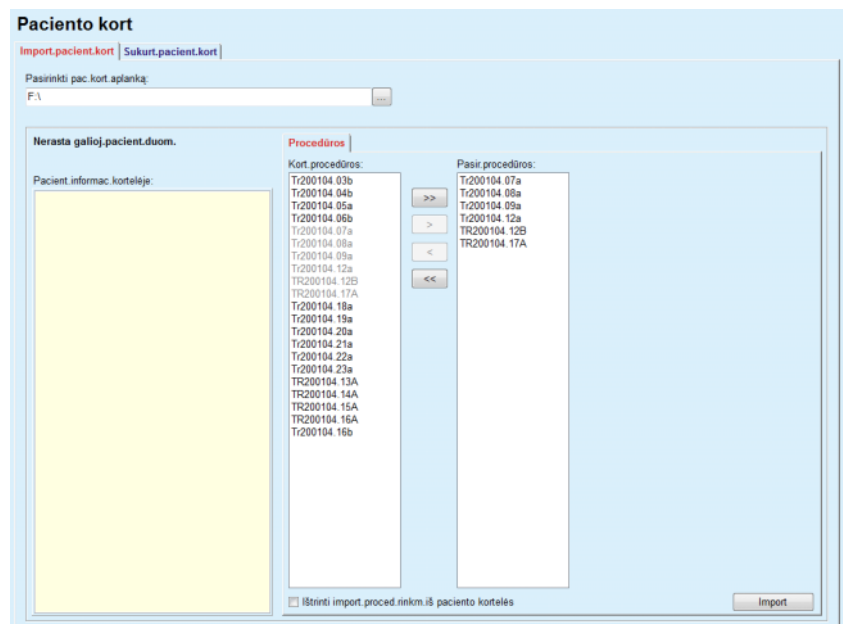 Paciento kort
Import.pacient.kort
Sukurt.pacient.kort
Pasirinkti pac.kort.aplanką:
F:\
...
Nerasta galioj.pacient.duom.
Pacient.informac.kortelėje:
Procedūros
Kort.procedūros:
Tr200104.03b
Tr200104.04b
Tr200104.05a
Tr200104.06b
Tr200104.07a
Tr200104.08a
Tr200104.09a
Tr200104.12a
TR200104.12B
TR200104.17A
Tr200104.18a
Tr200104.19a
Tr200104.20a
Tr200104.21a
Tr200104.22a
Tr200104.23a
TR200104.13A
TR200104.14A
TR200104.15A
TR200104.16A
Tr200104.16b
>>
>
<
<<
Pasir.procedūros:
Tr200104.07a
Tr200104.08a
Tr200104.09a
Tr200104.12a
TR200104.12B
TR200104.17A
Ištrinti import.proced.rinkm.iš paciento kortelės
Import